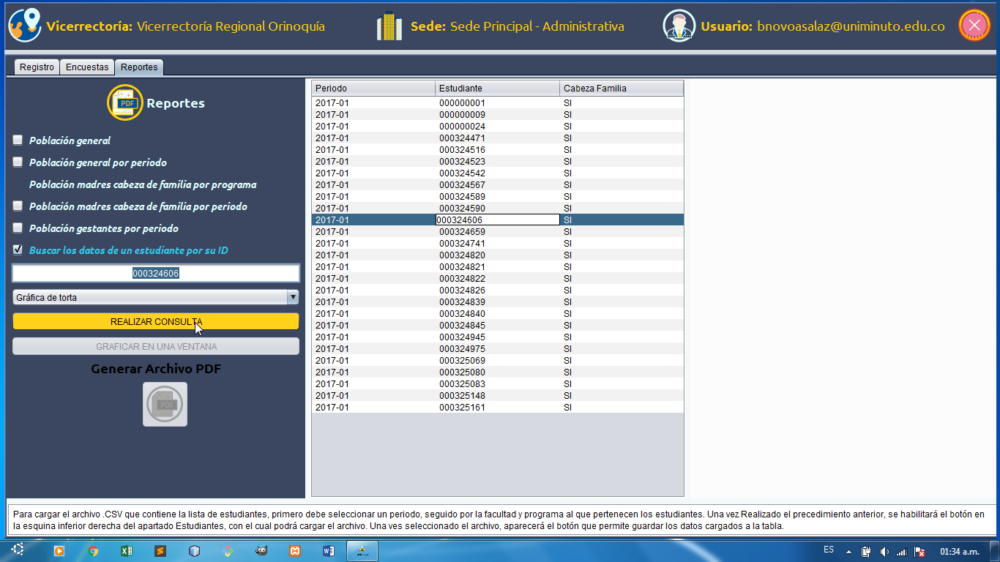 Vicerrectoría: Vicerrectoría Regional Orinoquía
Sede: Sede Principal - Administrativa
Usuario: bnovoasalaz@uniminuto.edu.co
Registro
Encuestas
Reportes
PDF
Reportes
Población general
Población general por periodo
Población madres cabeza de familia por programa
Población madres cabeza de familia por periodo
Población gestantes por periodo
Buscar los datos de un estudiante por su ID
000324606
Gráfica de torta
REALIZAR CONSULTA
GRAFICAR EN UNA VENTANA
Generar Archivo PDF
PDF
Periodo Estudiante Cabeza Familia
2017-01 000000001 SI
2017-01 000000009 SI
2017-01 000000024 SI
2017-01 000324471 SI
2017-01 000324516 SI
2017-01 000324523 SI
2017-01 000324542 SI
2017-01 000324567 SI
2017-01 000324589 SI
2017-01 000324590 SI
2017-01 000324606 SI
2017-01 000324659 SI
2017-01 000324741 SI
2017-01 000324820 SI
2017-01 000324821 SI
2017-01 000324822 SI
2017-01 000324826 SI
2017-01 000324839 SI
2017-01 000324840 SI
2017-01 000324845 SI
2017-01 000324945 SI
2017-01 000324975 SI
2017-01 000325069 SI
2017-01 000325080 SI
2017-01 000325083 SI
2017-01 000325148 SI
2017-01 000325161 SI
Para cargar el archivo .CSV que contiene la lista de estudiantes, primero debe seleccionar un periodo, seguido por la facultad y programa al que pertenecen los estudiantes. Una vez Realizado el precedimiento anterior, se habilitará el botón en
la esquina inferior derecha del apartado Estudiantes, con el cual podrá cargar el archivo. Una ves seleccionado el archivo, aparecerá el botón que permite guardar los datos cargados a la tabla.
ES
01:34 a.m.